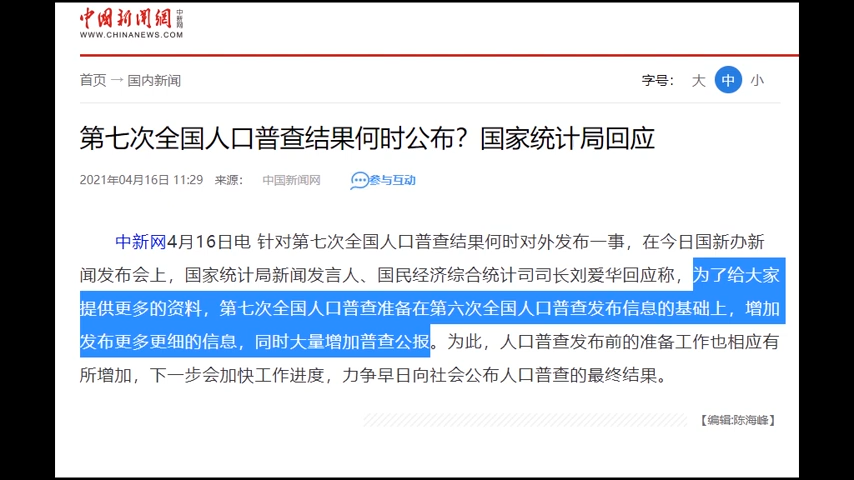 中国新闻網 中新网
WWW.CHINANEWS.COM
首页 → 国内新闻 字号： 大 中 小
第七次全国人口普查结果何时公布？国家统计局回应
2021年04月16日 11:29 来源： 中国新闻网 参与互动
中新网4月16日电 针对第七次全国人口普查结果何时对外发布一事，在今日国新办新
闻发布会上，国家统计局新闻发言人、国民经济综合统计司司长刘爱华回应称，为了给大家
提供更多的资料，第七次全国人口普查准备在第六次全国人口普查发布信息的基础上，增加
发布更多更细的信息，同时大量增加普查公报。为此，人口普查发布前的准备工作也相应有
所增加，下一步会加快工作进度，力争早日向社会公布人口普查的最终结果。
【编辑:陈海峰】